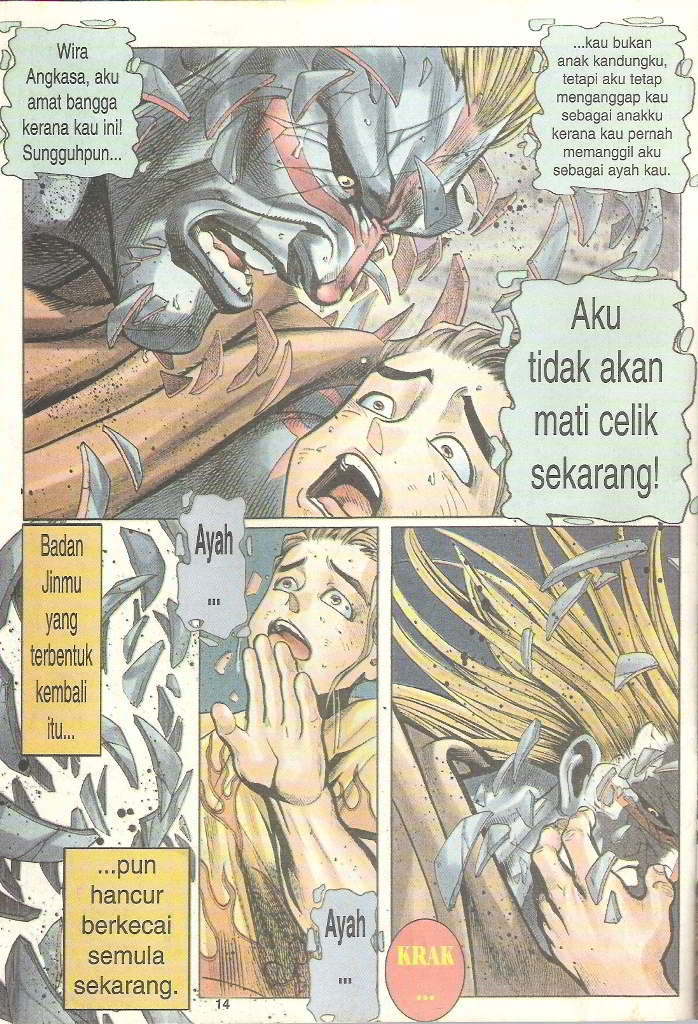 Wira
Angkasa, aku
amat bangga
kerana kau ini!
Sungguhpun...
...kau bukan
anak kandungku,
tetapi aku tetap
menganggap kau
sebagai anakku
kerana kau pernah
memanggil aku
sebagai ayah kau.
Aku
tidak akan
mati celik
sekarang!
Badan
Jinmu
yang
terbentuk
kembali
itu...
...pun
hancur
berkecai
semula
sekarang.
Ayah
...
Ayah
...
KRAK
...
14